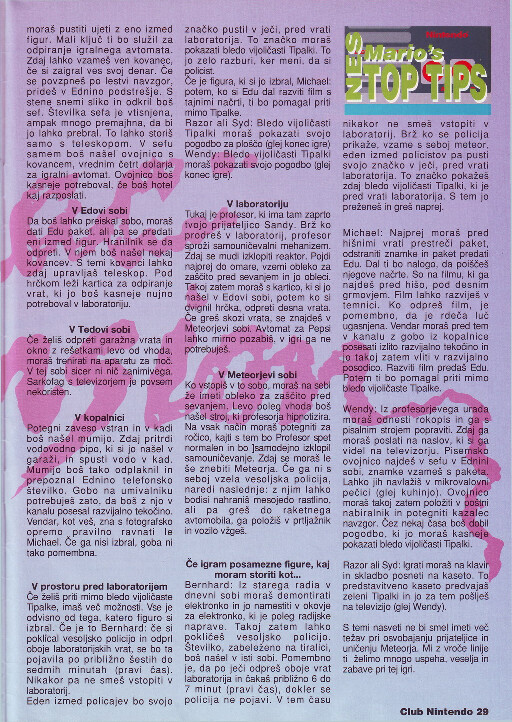 moraš pustiti ujeti z eno izmed
figur. Mali ključ ti bo služil za
odpiranje igralnega avtomata.
Zdaj lahko vzameš ven kovanec,
če si zaigral ves svoj denar. Če
se povzpneš po lestvi navzgor,
prideš v Ednino podstrešje. S
stene snemi sliko in odkril boš
sef. Številka sefa je vtisnjena,
ampak mnogo premajhna, da bi
jo lahko prebral. To lahko storiš
samo s teleskopom. V sefu
samem boš našel ovojnico s
kovancem, vrednim četrt dolarja
za igralni avtomat. Ovojnico boš
kasneje potreboval, če boš hotel
kaj razposlati.
V Edovi sobi
Da boš lahko preiskal sobo, moraš
dati Edu paket, ali pa se predati
eni izmed figur. Hranilnik se da
odpreti. V njem boš našel nekaj
kovancev. S temi kovanci lahko
zdaj upravljaš teleskop. Pod
hrčkom leži kartica za odpiranje
vrat, ki jo boš kasneje nujno
potreboval v laboratoriju.
V Tedovi sobi
Če želiš odpreti garažna vrata in
okno z rešetkami levo od vhoda,
moraš trenirati na aparatu za moč.
V tej sobi sicer ni nič zanimivega.
Sarkofag s televizorjem je povsem
nekoristen.
V kopalnici
Potegni zaveso vstran in v kadi
boš našel mumijo. Zdaj pritrdi
vodovodno pipo, ki si jo našel v
garaži, in spusti vodo v kad.
Mumijo boš tako odplaknil in
prepoznal Ednino telefonsko
številko. Gobo na umivalniku
potrebuješ zato, da boš z njo v
kanalu posesal razvijalno tekočino.
Vendar, kot veš, zna s fotografsko
opremo pravilno ravnati le
Michael. Če ga nisi izbral, goba ni
tako pomembna.
V prostoru pred laboratorijem
Če želiš priti mimo bledo vijoličaste
Tipalke, imaš več možnosti. Vse je
odvisno od tega, katero figuro si
izbral. Če je to Bernhard: Če si
poklical vesoljsko policijo in odprl
oboje laboratorijskih vrat, se bo ta
pojavila po približno šestih do
sedmih minutah (pravi čas).
Nikakor pa ne smeš vstopiti v
laboratorij.
Eden izmed policajev bo svojo
značko pustil v ječi, pred vrati
laboratorija. To značko moraš
pokazati bledo vijoličasti Tipalki. To
jo zelo razburi, ker meni, da si
policist.
Če je figura, ki si jo izbral, Michael:
potem, ko si Edu dal razviti film s
tajnimi načrti, ti bo pomagal priti
mimo Tipalke.
Razor ali Syd: Bledo vijoličasti
Tipalki moraš pokazati svojo
pogodbo za ploščo (glej konec igre)
Wendy: Bledo vijoličasti Tipalki
moraš pokazati svojo pogodbo (glej
konec igre).
V laboratoriju
Tukaj je profesor, ki ima tam zaprto
tvojo prijateljico Sandy. Brž ko
prodreš v laboratorij, profesor
sproži samouničevalni mehanizem.
Zdaj se mudi izklopiti reaktor. Pojdi
najprej do omare, vzemi obleko za
zaščito pred sevanjem in jo obleci.
Takoj zatem moraš s kartico, ki si jo
našel v Edovi sobi, potem ko si
dvignil hrčka, odpreti desna vrata.
Če greš skozi vrata, se znajdeš v
Meteorjevi sobi. Avtomat za Pepsi
lahko mirno pozabiš, v igri ga ne
potrebuješ.
V Meteorjevi sobi
Ko vstopiš v to sobo, moraš na sebi
že imeti obleko za zaščito pred
sevanjem. Levo poleg vhoda boš
našel stroj, ki profesorja hipnotizira.
Na vsak način moraš potegniti za
ročico, kajti s tem bo Profesor spet
normalen in bo samodejno izklopil
samouničevanje. Zdaj se moraš le
še znebiti Meteorja. Če ga ni s
seboj vzela vesoljska policija,
naredi naslednje: z njim lahko
bodisi nahraniš mesojedo rastlino,
ali pa greš do raketnega
avtomobila, ga položiš v prtljažnik
in vozilo vžgeš.
Če igram posamezne figure, kaj
moram storiti kot...
Bernhard: Iz starega radia v
dnevni sobi moraš demontirati
elektronko in jo namestiti v okovje
za elektronko, ki je poleg radijske
naprave. Takoj zatem lahko
pokličeš vesoljsko policijo.
Številko, zabeleženo na tiralici,
boš našel v isti sobi. Pomembno
je, da po ječi odpreš oboje vrat
laboratorija in čakaš približno 6 do
7 minut (pravi čas), dokler se
policija ne pojavi. V tem času
Nintendo
NES
Mario's
TOP TIPS
nikakor ne smeš vstopiti v
laboratorij. Brž ko se policija
prikaže, vzame s seboj meteor,
eden izmed policistov pa pusti
svojo značko v ječi, pred vrati
laboratorija. To značko pokažeš
zdaj bledo vijoličasti Tipalki, ki je
pred vrati laboratorija. S tem jo
preženeš in greš naprej.
Michael: Najprej moraš pred
hišnimi vrati prestreči paket,
odstraniti znamke in paket predati
Edu. Dal ti bo nalogo, da poiščeš
njegove načrte. So na filmu, ki ga
najdeš pred hišo, pod desnim
grmovjem. Film lahko razviješ v
temnici. Ko odpreš film, je
pomembno, da je rdeča luč
ugasnjena. Vendar moraš pred tem
v kanalu z gobo iz kopalnice
posesati izlito razvijalno tekočino in
je takoj zatem vliti v razvijalno
posodico. Razviti film predaš Edu.
Potem ti bo pomagal priti mimo
bledo vijoličaste Tipalke.
Wendy: Iz profesorjevega urada
moraš odnesti rokopis in ga s
pisalnim strojem popraviti. Zdaj ga
moraš poslati na naslov, ki si ga
videl na televizorju. Pisemsko
ovojnico najdeš v sefu v Ednini
sobi, znamke vzameš s paketa.
Lahko jih navlažiš v mikrovalovni
pečici (glej kuhinjo). Ovojnico
moraš takoj zatem položiti v poštni
nabiralnik in potegniti kazalec
navzgor. Čez nekaj časa boš dobil
pogodbo, ki jo moraš kasneje
pokazati bledo vijoličasti Tipalki.
Razor ali Syd: Igrati moraš na klavir
in skladbo posneti na kaseto. To
predstavitveno kaseto predvajaš
zeleni Tipalki in jo za tem pošlješ
na televizijo (glej Wendy).
S temi nasveti ne bi smel imeti več
težav pri osvobajanju prijateljice in
uničenju Meteorja. Mi z vroče linije
ti želimo mnogo uspeha, veselja in
zabave pri tej igri.
Club Nintendo 29